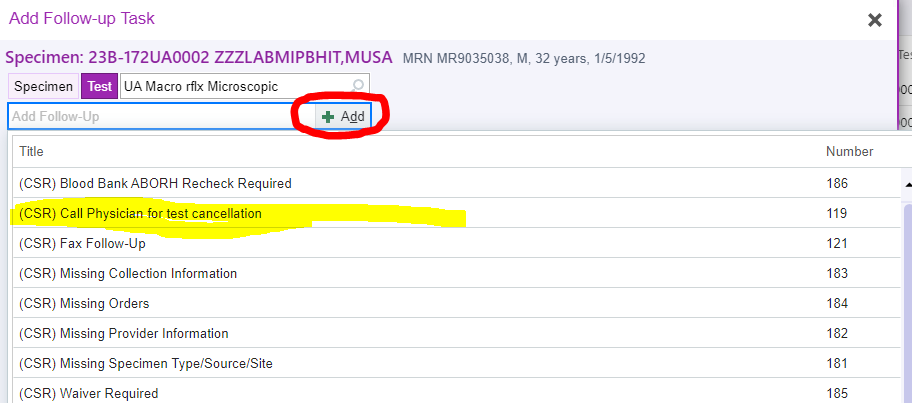 Add Follow-up Task
Specimen: 23B-172UA0002 ZZZLABMIPBHIT,MUSA MRN MR9035038, M, 32 years, 1/5/1992
Specimen Test UA Macro rflx Microscopic
Add Follow-Up Add
Title Number
(CSR) Blood Bank ABORH Recheck Required 186
(CSR) Call Physician for test cancellation 119
(CSR) Fax Follow-Up 121
(CSR) Missing Collection Information 183
(CSR) Missing Orders 184
(CSR) Missing Provider Information 182
(CSR) Missing Specimen Type/Source/Site 181
(CSR) Waiver Required 185